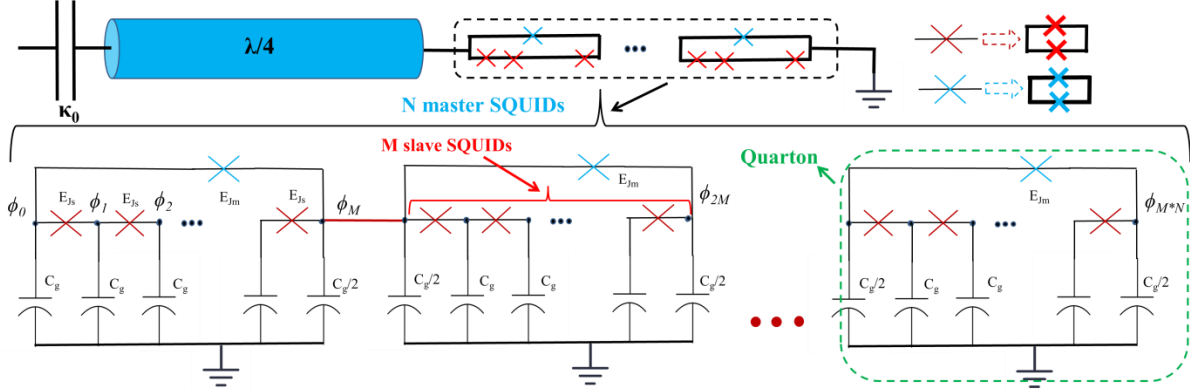 λ/4
κ0
N master SQUIDs
M slave SQUIDs
Quarton
ϕ0 EJs ϕ1 EJs ϕ2 EJm EJs ϕM EJm ϕ2M EJm ϕM*N
Cg Cg Cg Cg/2 Cg/2 Cg Cg Cg/2 Cg/2 Cg Cg Cg/2